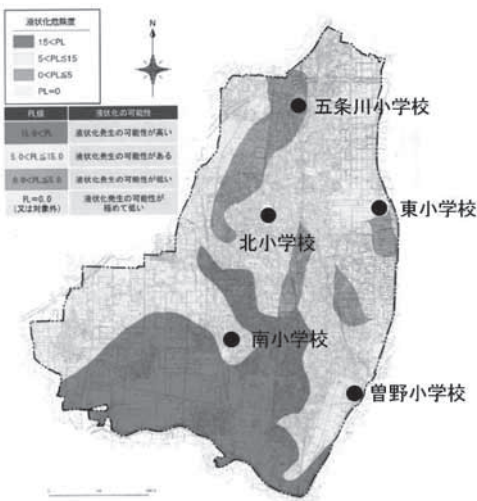 液状化危険度
15<PL
5<PL≦15
0<PL≦5
PL=0
N
PL値
液状化の可能性
15.0<PL
液状化発生の可能性が高い
5.0<PL≦15.0
液状化発生の可能性がある
0.0<PL≦5.0
液状化発生の可能性が低い
PL=0.0
(又は対象外)
液状化発生の可能性が
極めて低い
五条川小学校
東小学校
北小学校
南小学校
曽野小学校